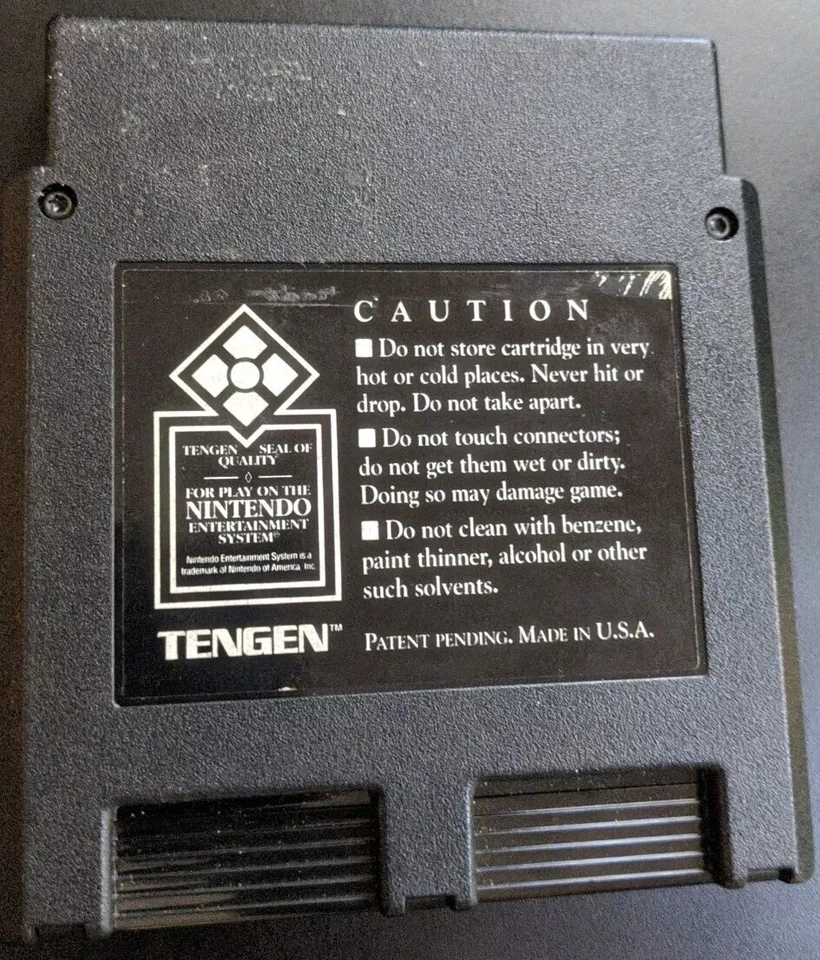 TENGEN SEAL OF
QUALITY
FOR PLAY ON THE
NINTENDO
ENTERTAINMENT
SYSTEM©
Nintendo Entertainment System is a
trademark of Nintendo of America, Inc.
TENGEN™
CAUTION
Do not store cartridge in very
hot or cold places. Never hit or
drop. Do not take apart.
Do not touch connectors;
do not get them wet or dirty.
Doing so may damage game.
Do not clean with benzene,
paint thinner, alcohol or other
such solvents.
PATENT PENDING. MADE IN U.S.A.